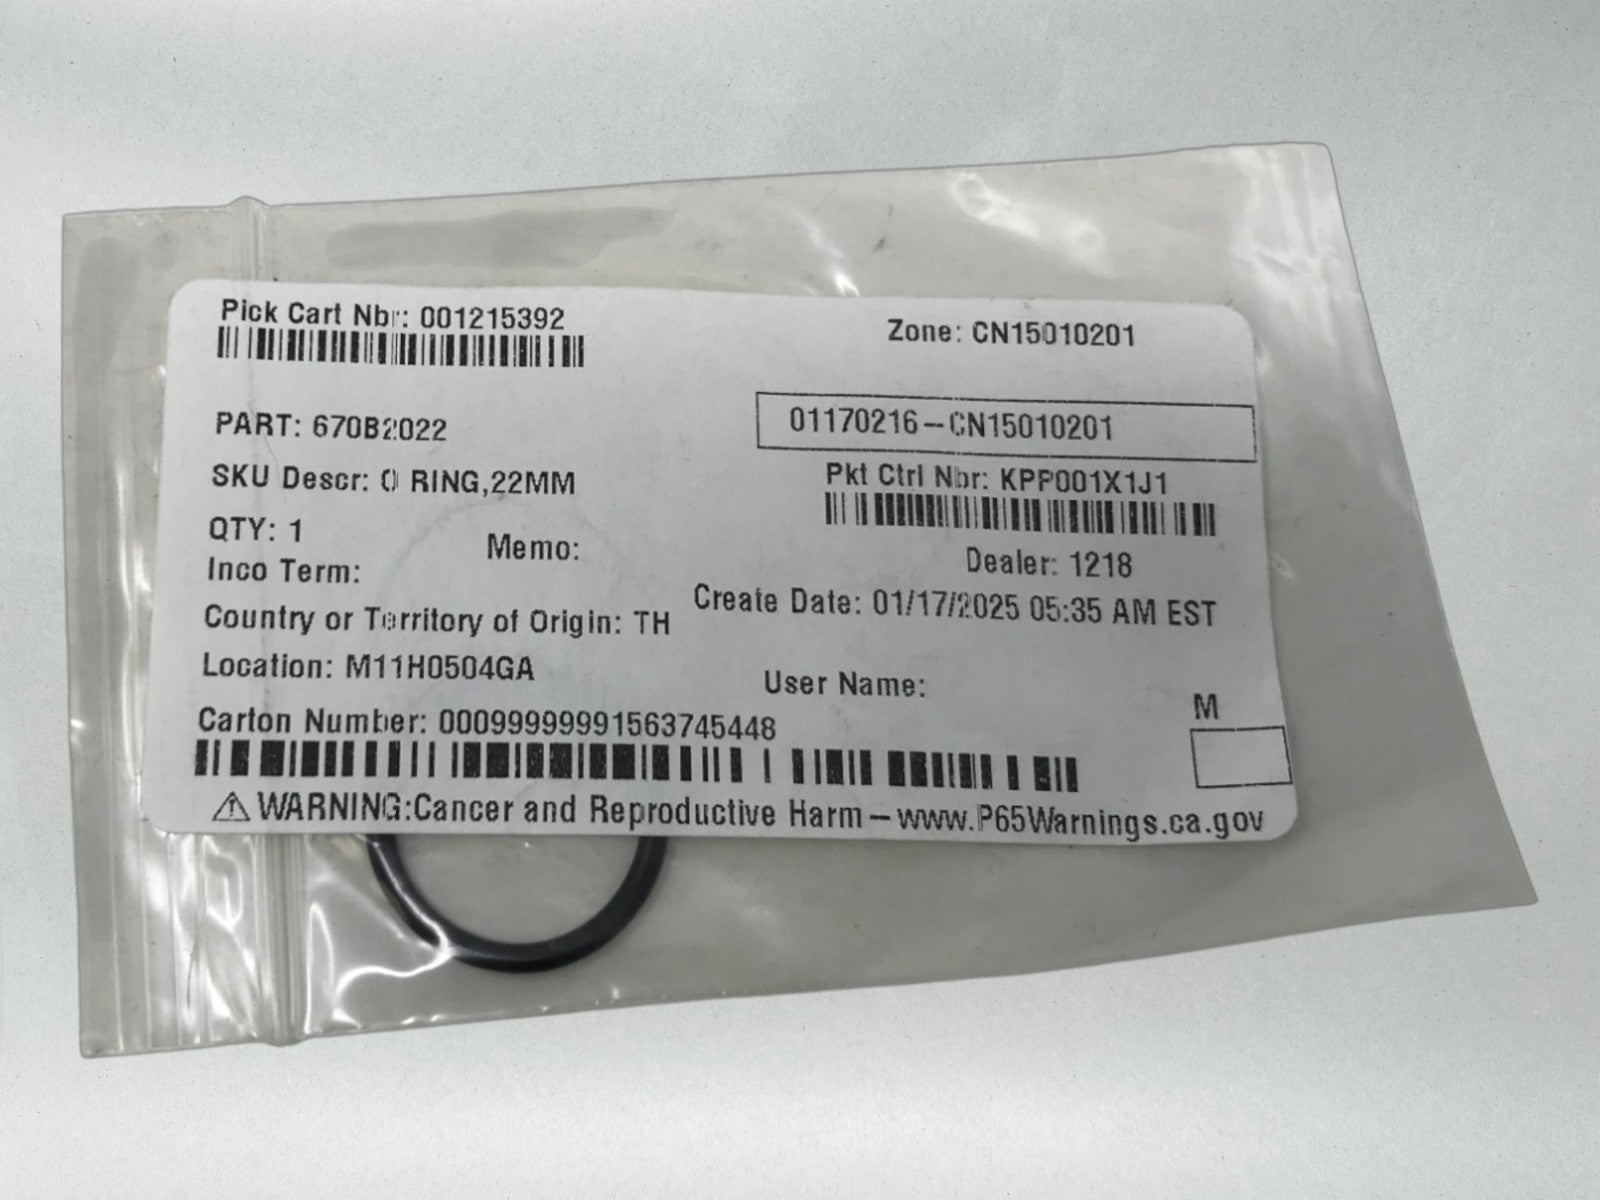 Pick Cart Nbr: 001215392
Zone: CN15010201
PART: 670B2022
01170216-CN15010201
SKU Descr: O RING,22MM
Pkt Ctrl Nbr: KPP001X1J1
QTY: 1
Memo:
Dealer: 1218
Inco Term:
Create Date: 01/17/2025 05:35 AM EST
Country or Territory of Origin: TH
Location: M11H0504GA
User Name:
M
Carton Number: 00099999991563745448
⚠WARNING:Cancer and Reproductive Harm-www.P65Warnings.ca.gov